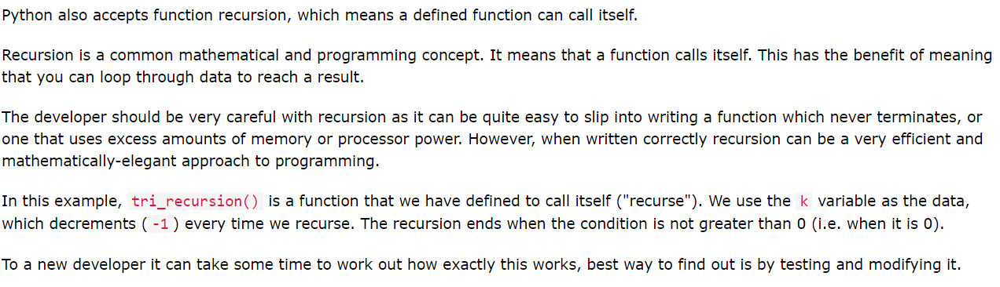 Python also accepts function recursion, which means a defined function can call itself.
Recursion is a common mathematical and programming concept. It means that a function calls itself. This has the benefit of meaning
that you can loop through data to reach a result.
The developer should be very careful with recursion as it can be quite easy to slip into writing a function which never terminates, or
one that uses excess amounts of memory or processor power. However, when written correctly recursion can be a very efficient and
mathematically-elegant approach to programming.
In this example, tri_recursion() is a function that we have defined to call itself ("recurse"). We use the k variable as the data,
which decrements (-1) every time we recurse. The recursion ends when the condition is not greater than 0 (i.e. when it is 0).
To a new developer it can take some time to work out how exactly this works, best way to find out is by testing and modifying it.